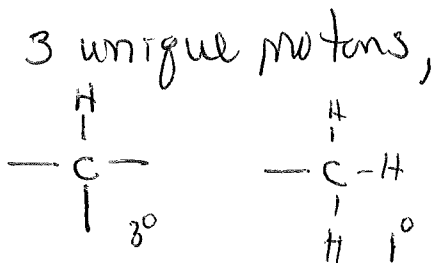 3 unique protons,
H H
— C — — C – H
3° H 1°